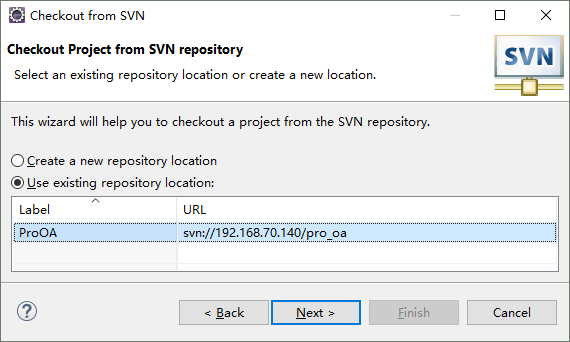 Checkout from SVN
Checkout Project from SVN repository
Select an existing repository location or create a new location.
SVN
This wizard will help you to checkout a project from the SVN repository.
Create a new repository location
Use existing repository location:
Label URL
ProOA svn://192.168.70.140/pro_oa
? < Back Next > Finish Cancel